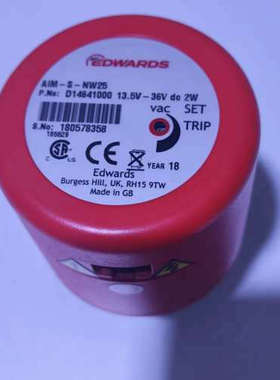 EDWARDS
AIM-S-NW25
P.No: D14641000 13.5V-36V dc 2W
S.No: 180578358
vac SET
TRIP
YEAR 18
Edwards
Burgess Hill, UK, RH15 9TW
Made in GB